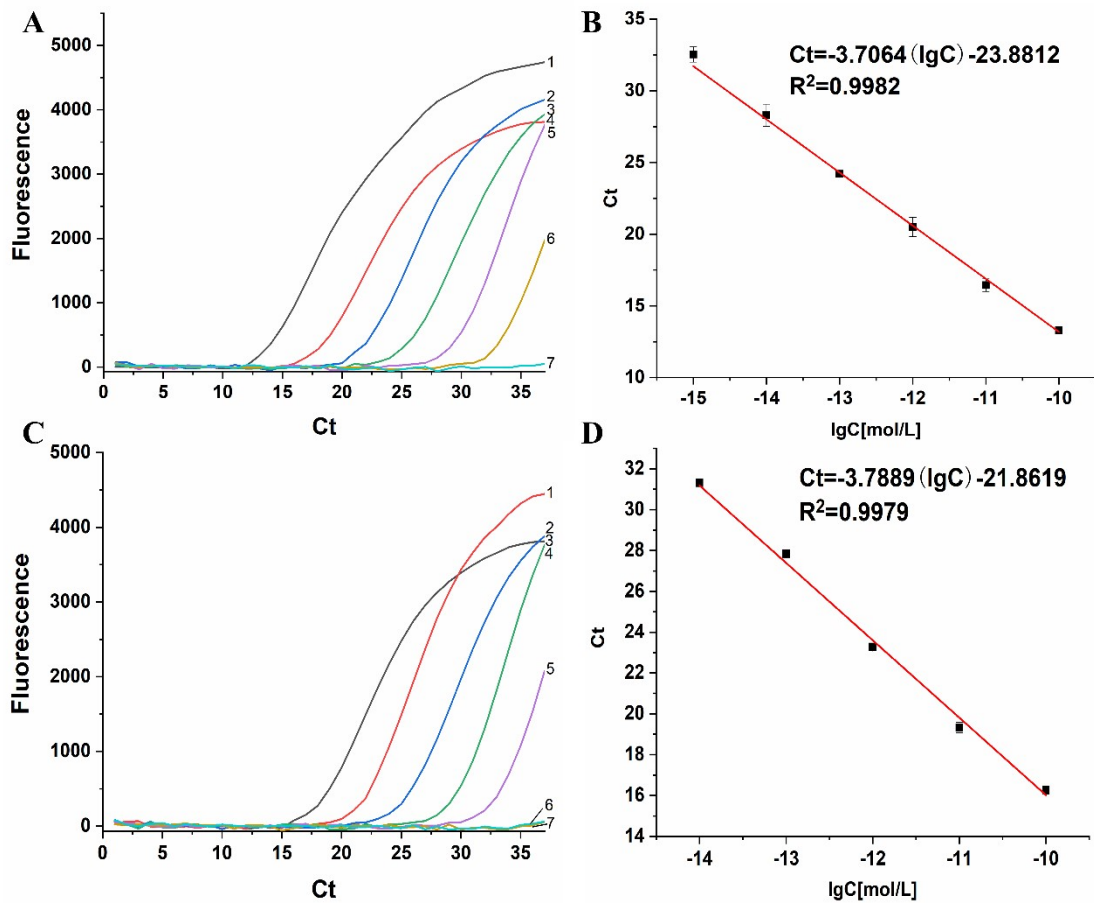 A
5000
4000
3000
2000
1000
0
Fluorescence
0 5 10 15 20 25 30 35
Ct
1
2
3
4
5
6
7
B
Ct=-3.7064（lgC）-23.8812
R²=0.9982
35
30
25
20
15
10
Ct
-15 -14 -13 -12 -11 -10
lgC[mol/L]
C
5000
4000
3000
2000
1000
0
Fluorescence
0 5 10 15 20 25 30 35
Ct
1
2
3
4
5
6
7
D
Ct=-3.7889（lgC）-21.8619
R²=0.9979
32
30
28
26
24
22
20
18
16
14
Ct
-14 -13 -12 -11 -10
lgC[mol/L]